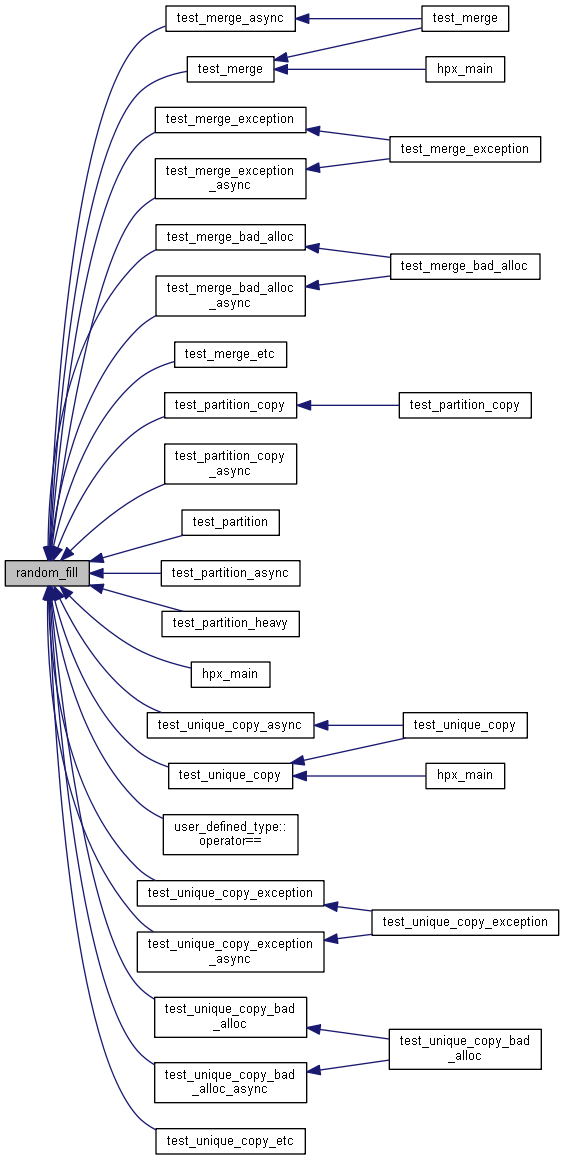 test_merge_async
test_merge
test_merge
hpx_main
test_merge_exception
test_merge_exception
test_merge_exception
_async
test_merge_bad_alloc
test_merge_bad_alloc
test_merge_bad_alloc
_async
test_merge_etc
test_partition_copy
test_partition_copy
test_partition_copy
_async
test_partition
random_fill
test_partition_async
test_partition_heavy
hpx_main
test_unique_copy_async
test_unique_copy
test_unique_copy
hpx_main
user_defined_type::
operator==
test_unique_copy_exception
test_unique_copy_exception
test_unique_copy_exception
_async
test_unique_copy_bad
_alloc
test_unique_copy_bad
_alloc
test_unique_copy_bad
_alloc_async
test_unique_copy_etc